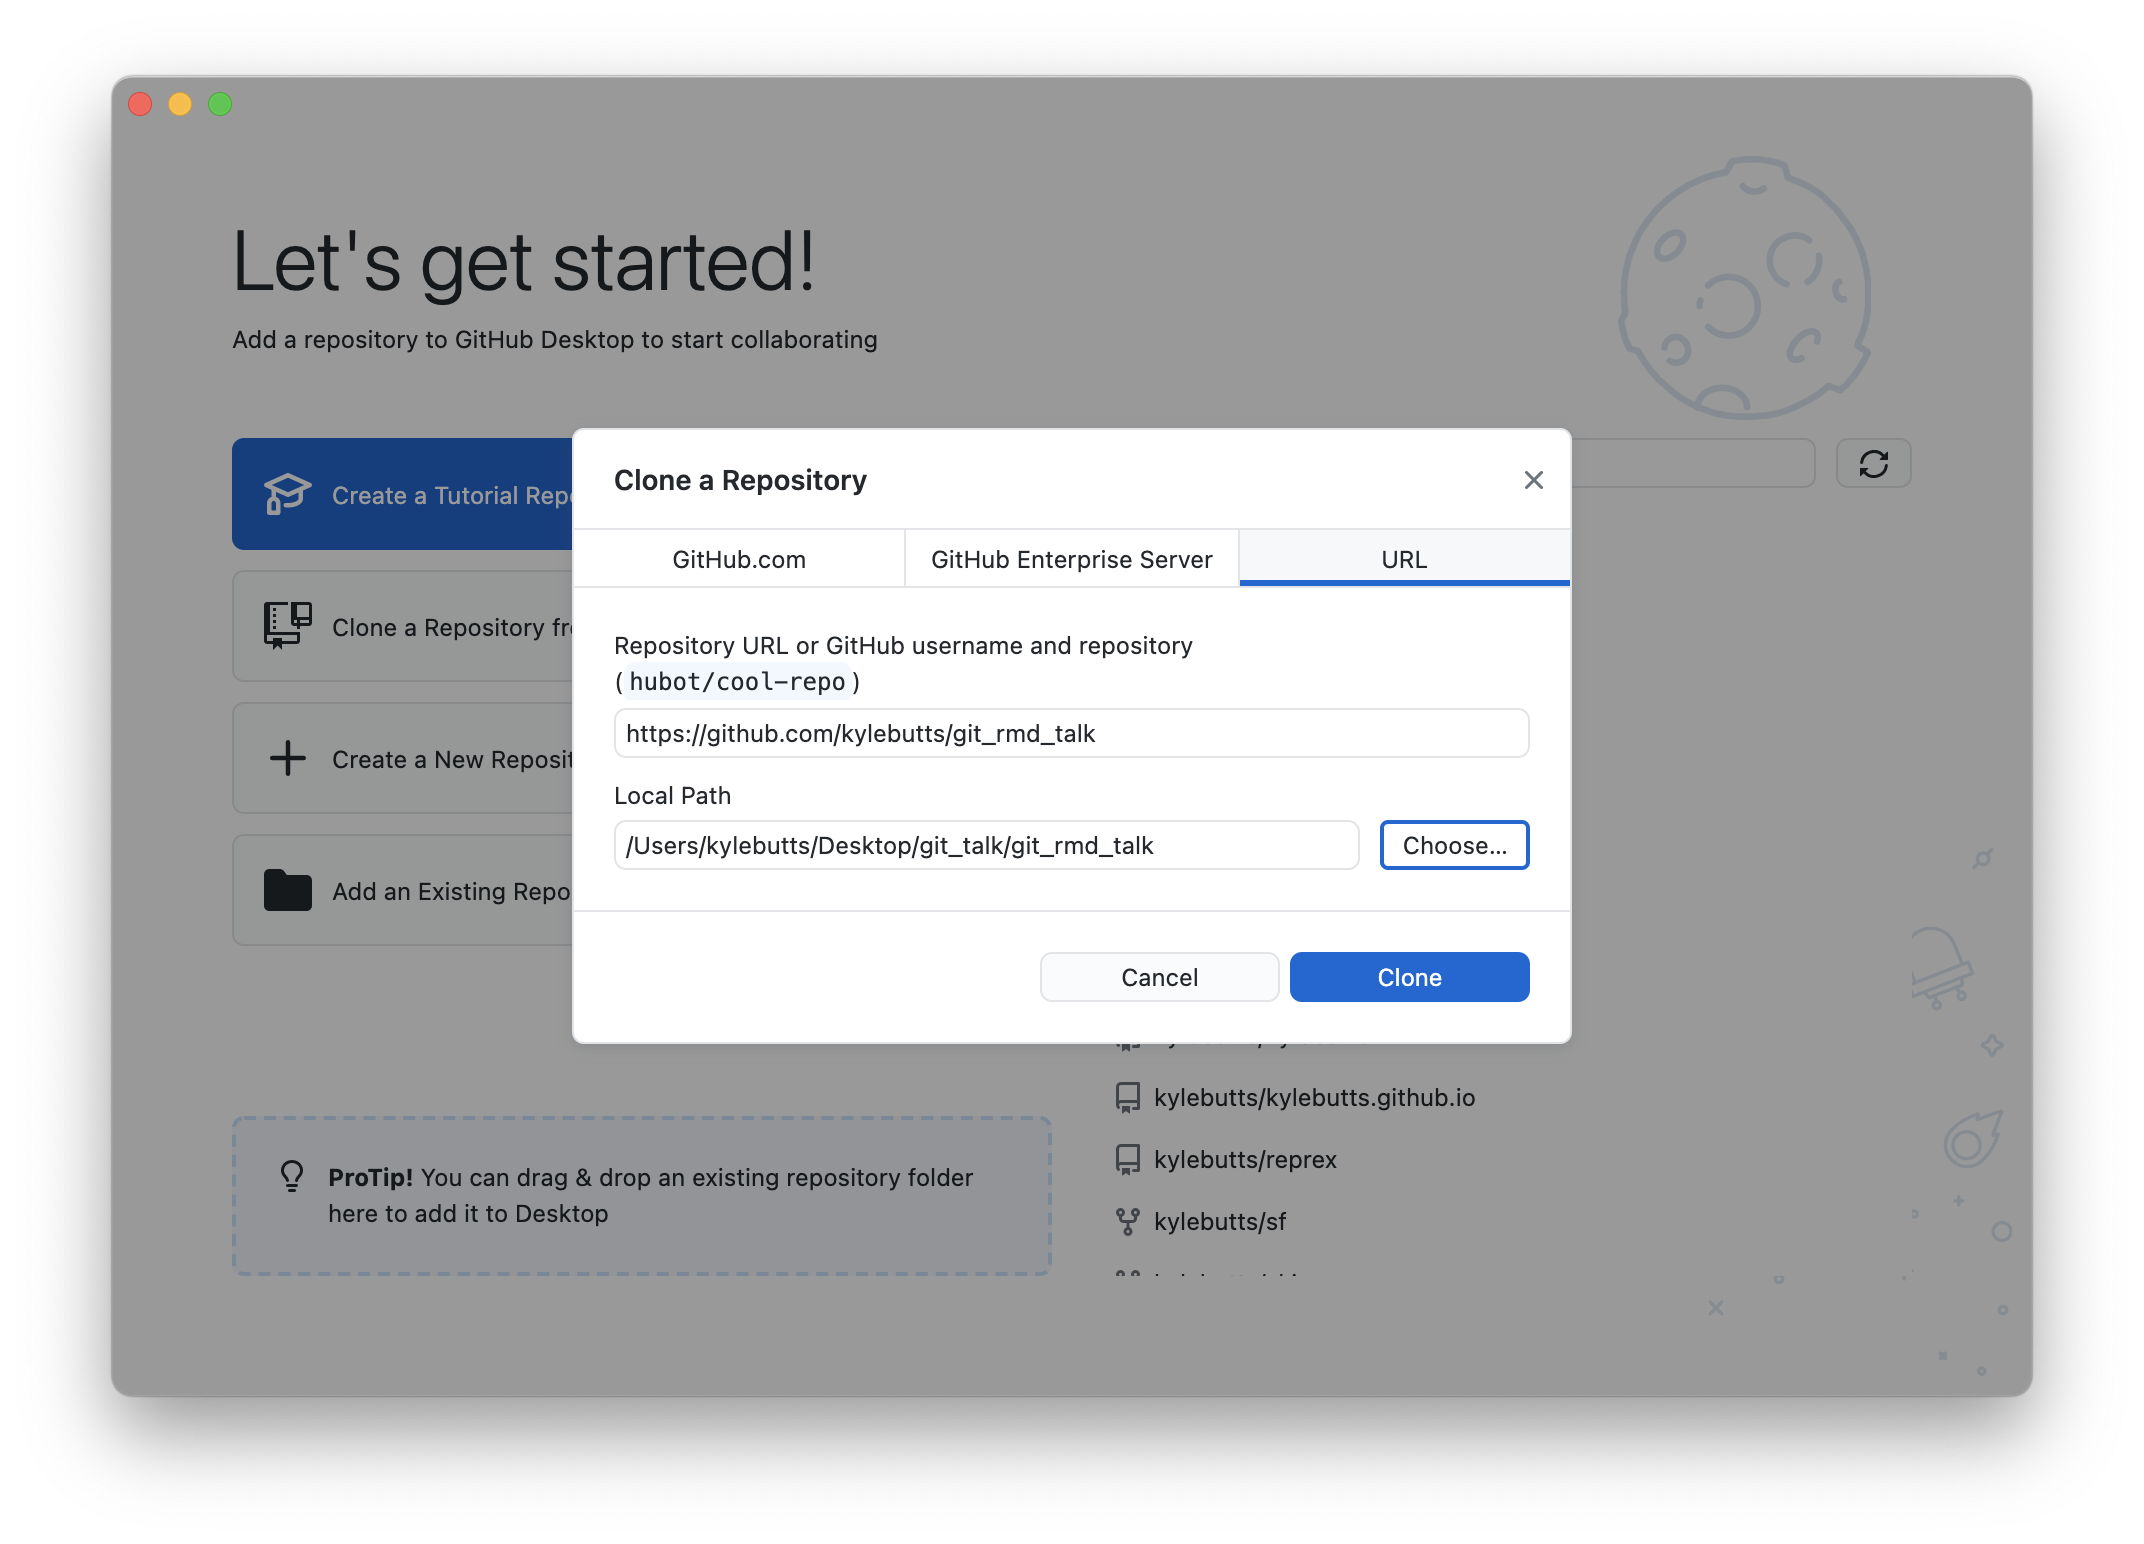 Let's get started!
Add a repository to GitHub Desktop to start collaborating
Create a Tutorial
Clone a Repository
Create a New
Add an Existing
Clone a Repository
GitHub.com
GitHub Enterprise Server
URL
Repository URL or GitHub username and repository
(hubot/cool-repo)
https://github.com/kylebutts/git_rmd_talk
Local Path
/Users/kylebutts/Desktop/git_talk/git_rmd_talk
Choose...
Cancel
Clone
kylebutts/kylebutts.github.io
kylebutts/reprex
kylebutts/sf
ProTip! You can drag & drop an existing repository folder
here to add it to Desktop